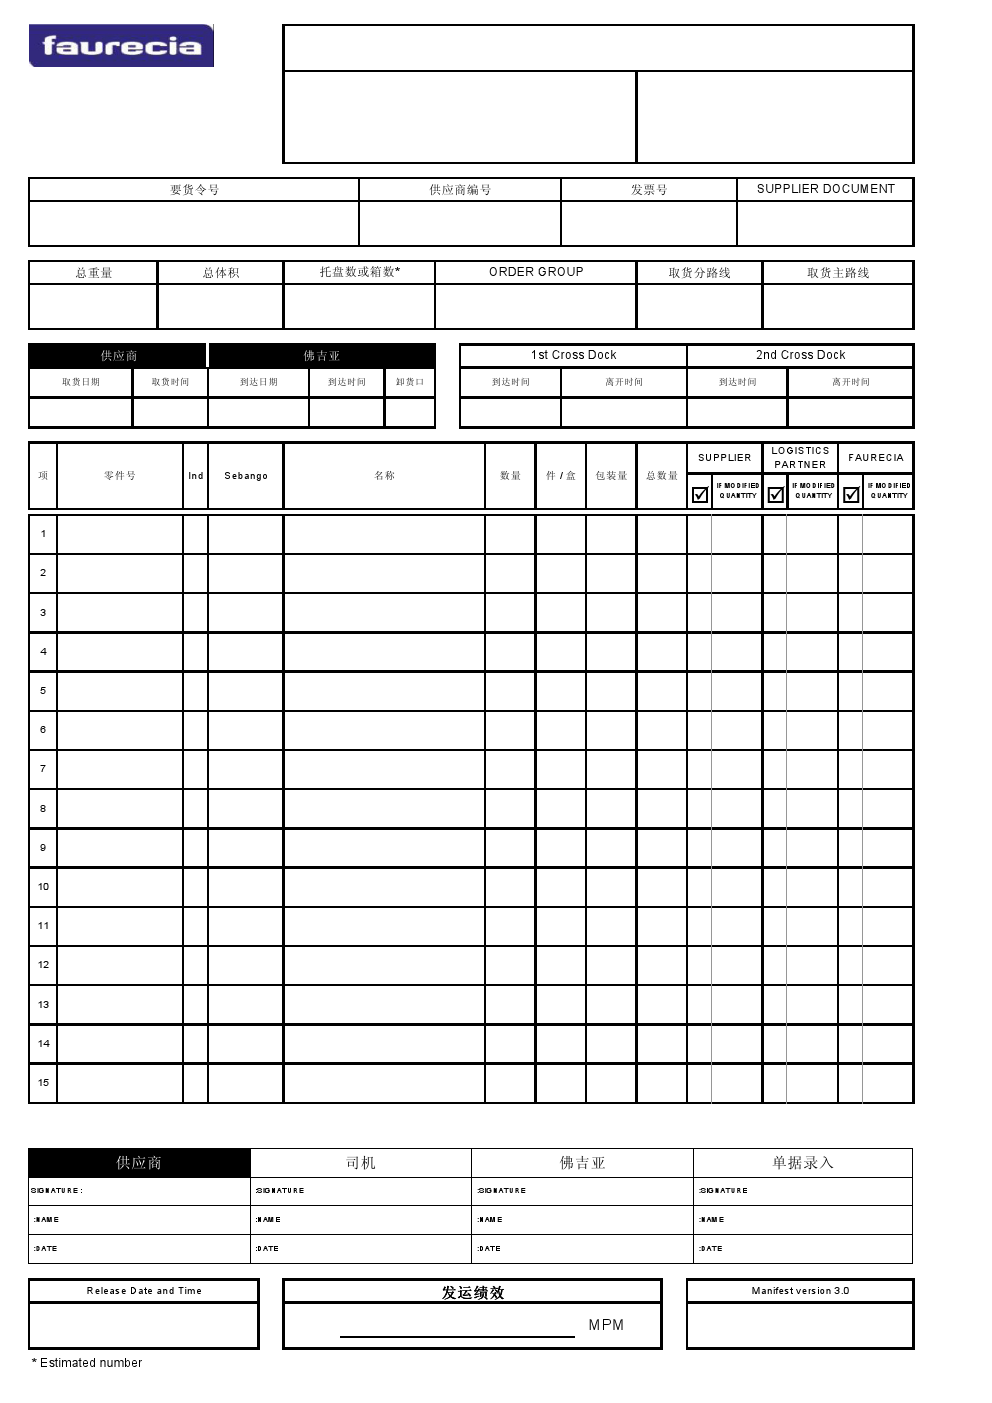 faurecia
要货令号 供应商编号 发票号 SUPPLIER DOCUMENT
总重量 总体积 托盘数或箱数* ORDER GROUP 取货分路线 取货主路线
供应商 佛吉亚 1st Cross Dock 2nd Cross Dock
取货日期 取货时间 到达日期 到达时间 卸货口 到达时间 离开时间 到达时间 离开时间
项 零件号 Ind Sebango 名称 数量 件 / 盒 包装量 总数量 SUPPLIER LOGISTICS PARTNER FAURECIA
IF MODIFIED QUANTITY IF MODIFIED QUANTITY IF MODIFIED QUANTITY
1
2
3
4
5
6
7
8
9
10
11
12
13
14
15
供应商 司机 佛吉亚 单据录入
SIGNATURE : :SIGNATURE :SIGNATURE :SIGNATURE
:NAME :NAME :NAME :NAME
:DATE :DATE :DATE :DATE
Release Date and Time 发运绩效 Manifest version 3.0
MPM
* Estimated number